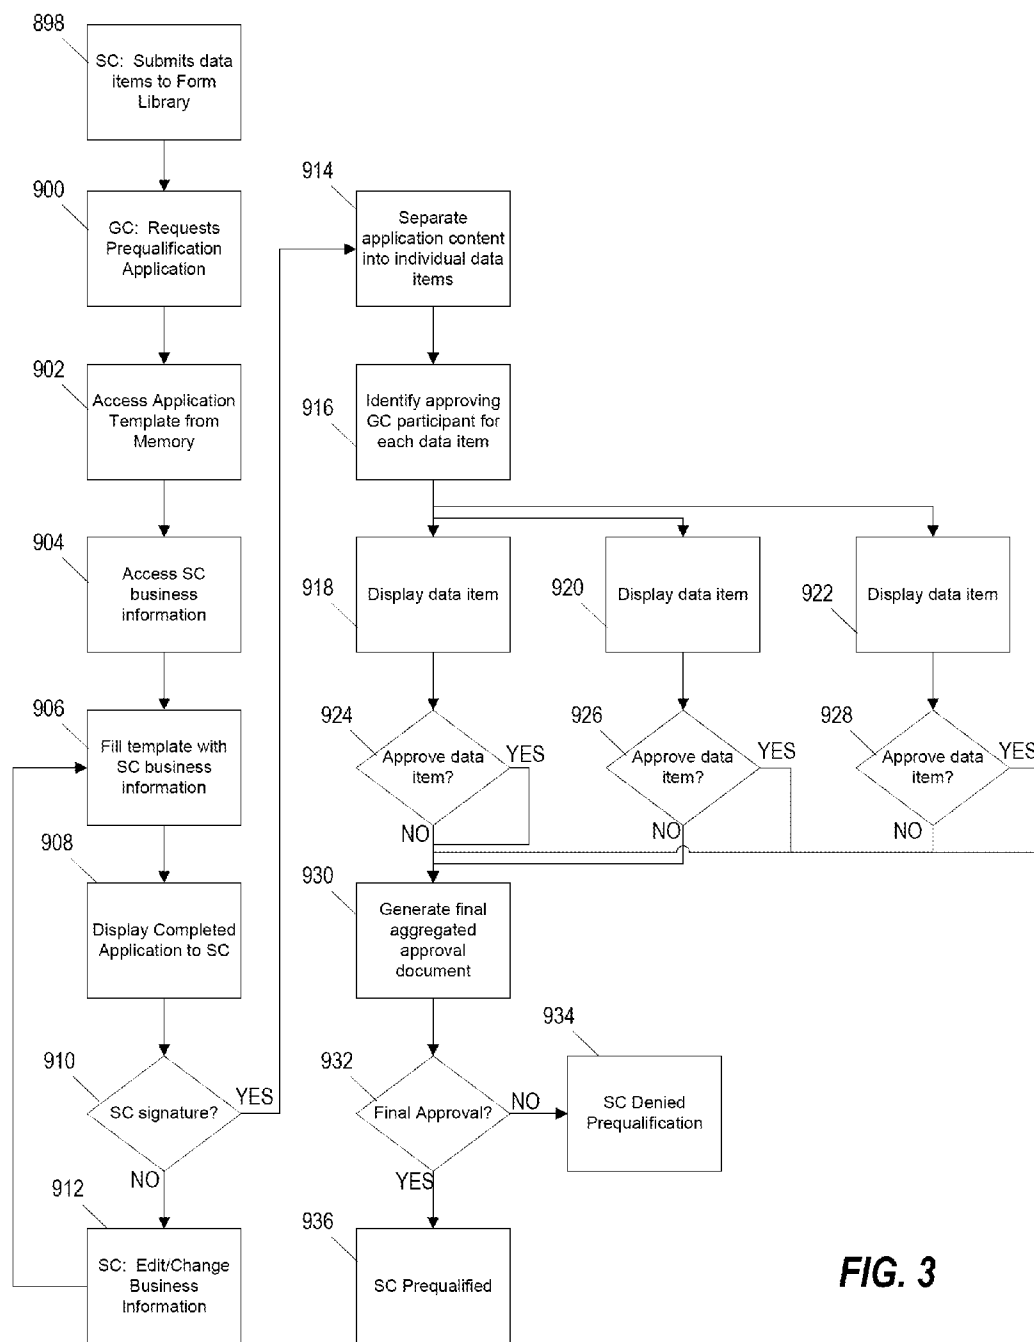 898
SC: Submits data
items to Form
Library
900
GC: Requests
Prequalification
Application
902
Access Application
Template from
Memory
904
Access SC
business
information
906
Fill template with
SC business
information
908
Display Completed
Application to SC
910
SC signature?
YES
NO
912
SC: Edit/Change
Business
Information
914
Separate
application content
into individual data
items
916
Identify approving
GC participant for
each data item
918
Display data item
920
Display data item
922
Display data item
924
Approve data
item?
YES
NO
926
Approve data
item?
YES
NO
928
Approve data
item?
YES
NO
930
Generate final
aggregated
approval
document
932
Final Approval?
NO
YES
934
SC Denied
Prequalification
936
SC Prequalified
FIG. 3